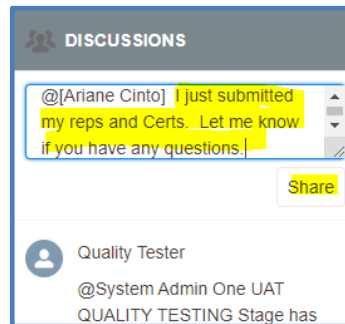 DISCUSSIONS
@[Ariane Cinto] I just submitted
my reps and Certs. Let me know
if you have any questions.
Share
Quality Tester
@System Admin One UAT
QUALITY TESTING Stage has